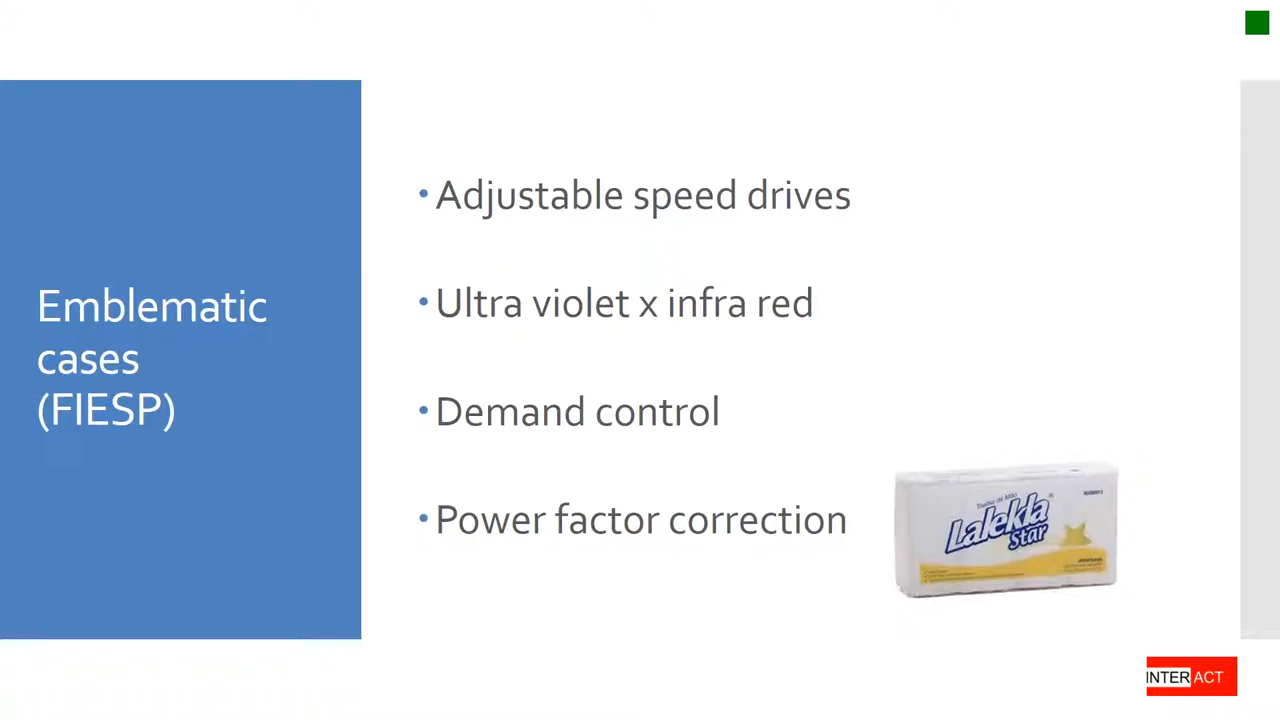 Emblematic
cases
(FIESP)
• Adjustable speed drives
• Ultra violet x infra red
• Demand control
• Power factor correction
Lalekla
Star
INTERACT